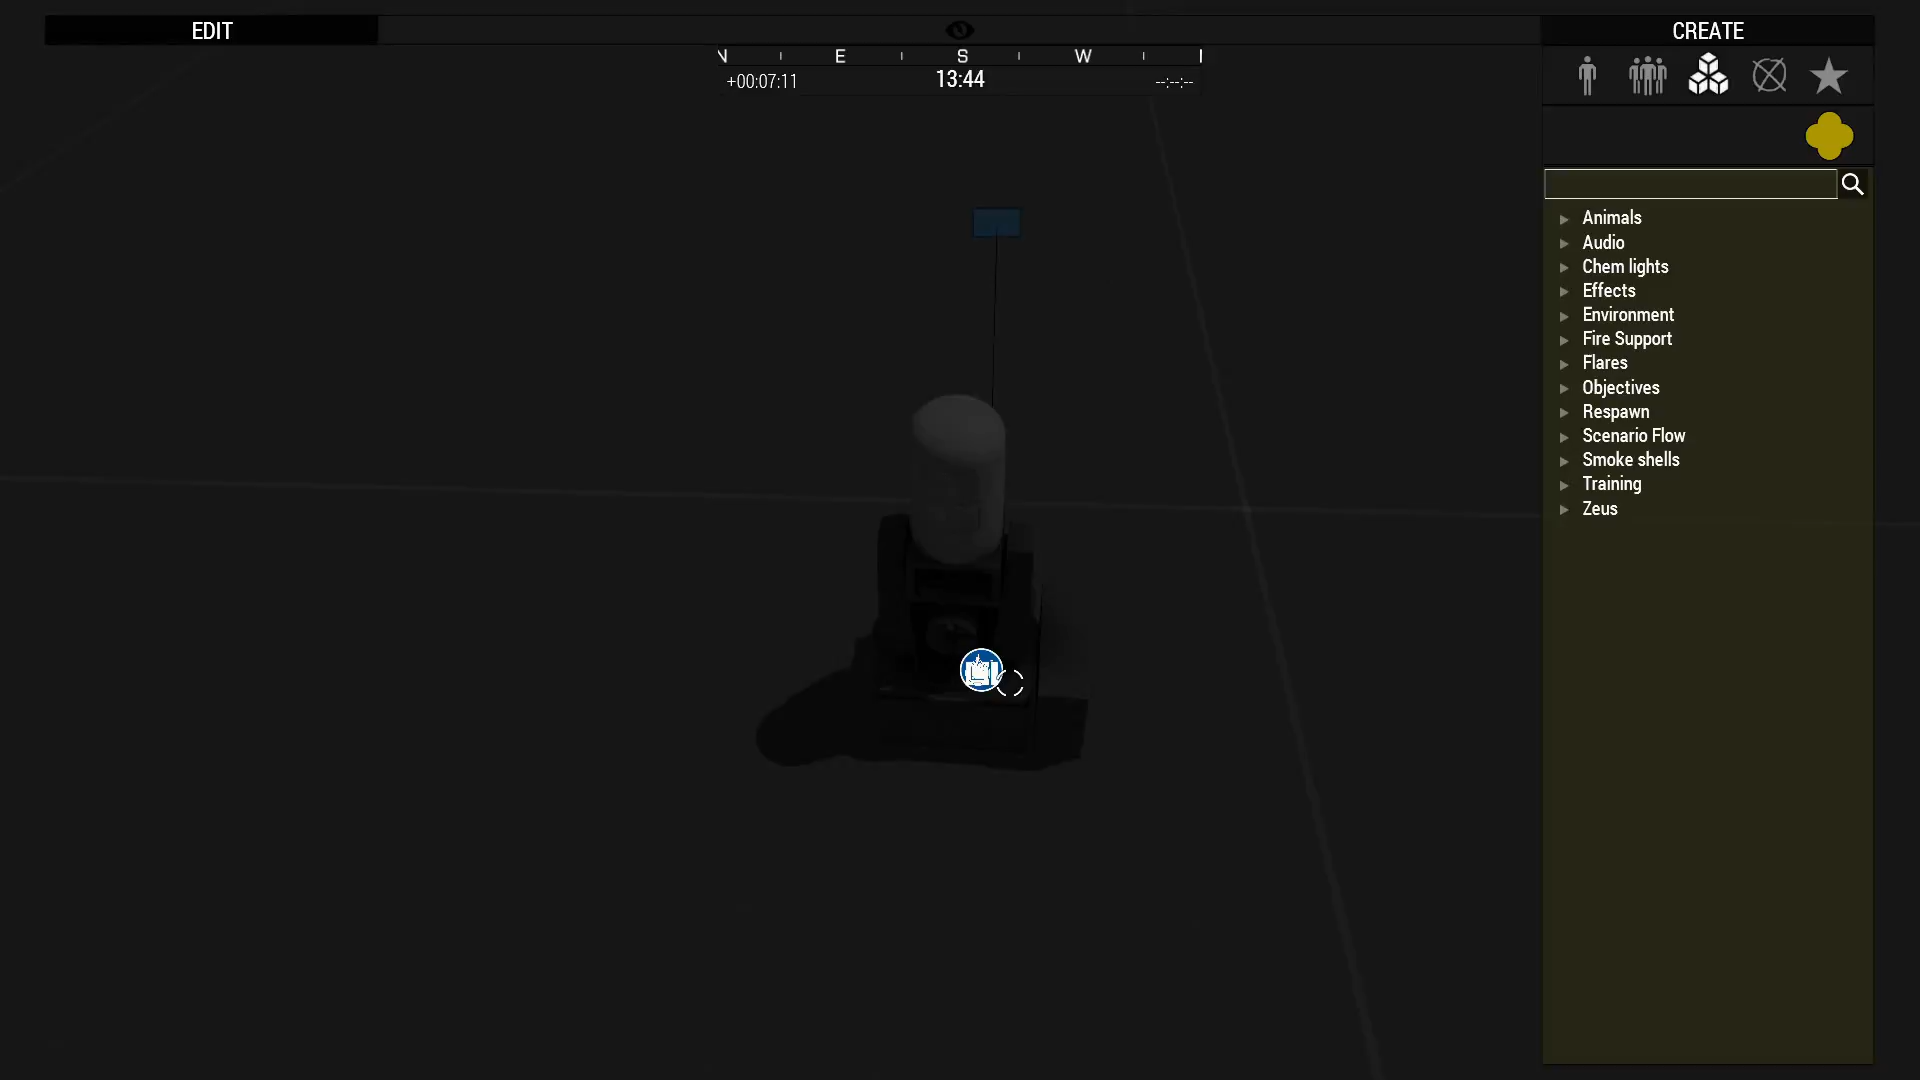 EDIT
CREATE
N E S W
+00:07:11
13:44
--:--:--
Animals
Audio
Chem lights
Effects
Environment
Fire Support
Flares
Objectives
Respawn
Scenario Flow
Smoke shells
Training
Zeus